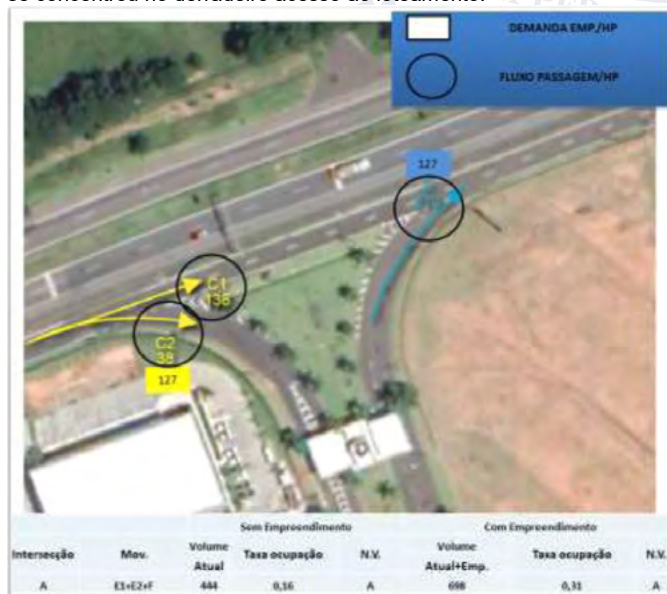 DEMANDA EMP./HP
FLUXO PASSAGEM/HP
127
C1
136
C2
38
127
Sem Empreendimento Com Empreendimento
Intersecção Mov. Volume Atual Taxa ocupação N.V. Volume Atual+Emp. Taxa ocupação N.V.
A E1+E2+F 444 0,16 A 698 0,31 A